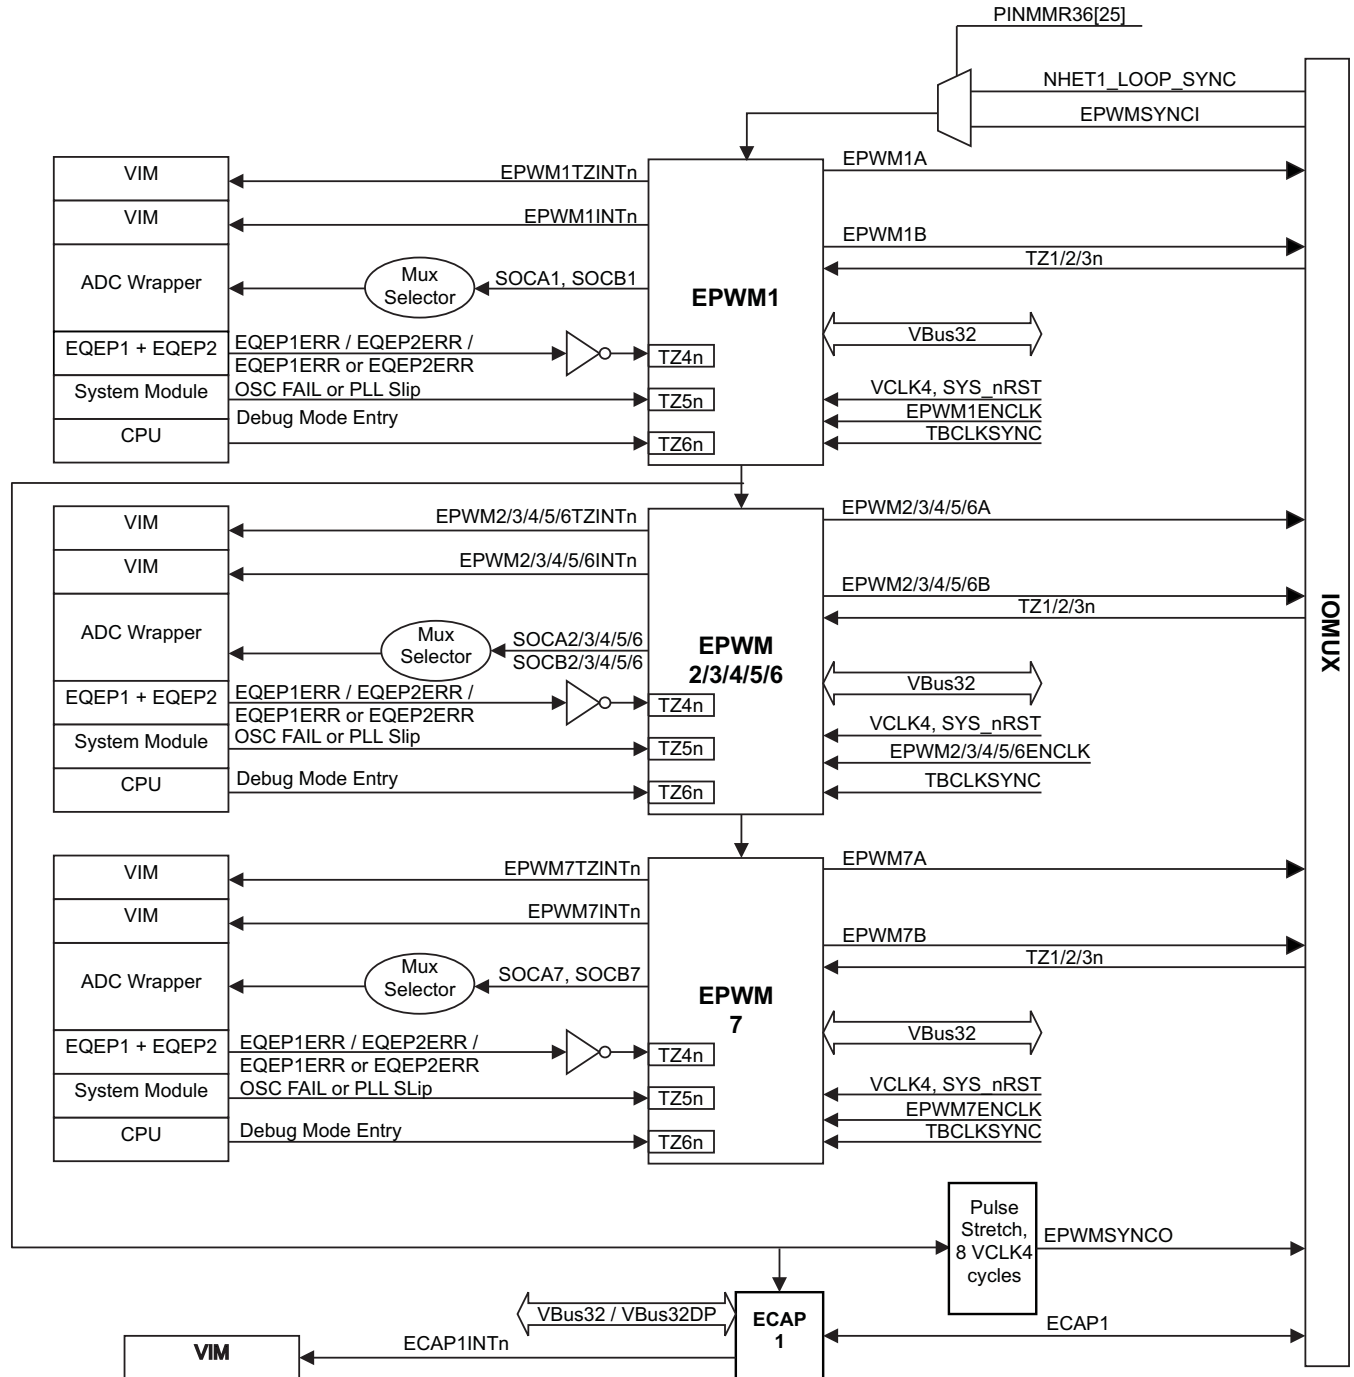 PINMMR36[25]
NHET1_LOOP_SYNC
EPWMSYNCI
VIM
EPWM1TZINTn
EPWM1A
VIM
EPWM1INTn
EPWM1B
TZ1/2/3n
ADC Wrapper
Mux
Selector
SOCA1, SOCB1
EPWM1
VBus32
EQEP1 + EQEP2
EQEP1ERR / EQEP2ERR /
EQEP1ERR or EQEP2ERR
TZ4n
System Module
OSC FAIL or PLL Slip
TZ5n
VCLK4, SYS_nRST
EPWM1ENCLK
CPU
Debug Mode Entry
TZ6n
TBCLKSYNC
VIM
EPWM2/3/4/5/6TZINTn
EPWM2/3/4/5/6A
VIM
EPWM2/3/4/5/6INTn
EPWM2/3/4/5/6B
TZ1/2/3n
IOMUX
ADC Wrapper
Mux
Selector
SOCA2/3/4/5/6
SOCB2/3/4/5/6
EPWM
2/3/4/5/6
VBus32
EQEP1 + EQEP2
EQEP1ERR / EQEP2ERR /
EQEP1ERR or EQEP2ERR
TZ4n
System Module
OSC FAIL or PLL Slip
TZ5n
VCLK4, SYS_nRST
EPWM2/3/4/5/6ENCLK
CPU
Debug Mode Entry
TZ6n
TBCLKSYNC
VIM
EPWM7TZINTn
EPWM7A
VIM
EPWM7INTn
EPWM7B
TZ1/2/3n
ADC Wrapper
Mux
Selector
SOCA7, SOCB7
EPWM
7
VBus32
EQEP1 + EQEP2
EQEP1ERR / EQEP2ERR /
EQEP1ERR or EQEP2ERR
TZ4n
System Module
OSC FAIL or PLL SLip
TZ5n
VCLK4, SYS_nRST
EPWM7ENCLK
CPU
Debug Mode Entry
TZ6n
TBCLKSYNC
Pulse
Stretch,
8 VCLK4
cycles
EPWMSYNCO
VBus32 / VBus32DP
ECAP
1
ECAP1
VIM
ECAP1INTn